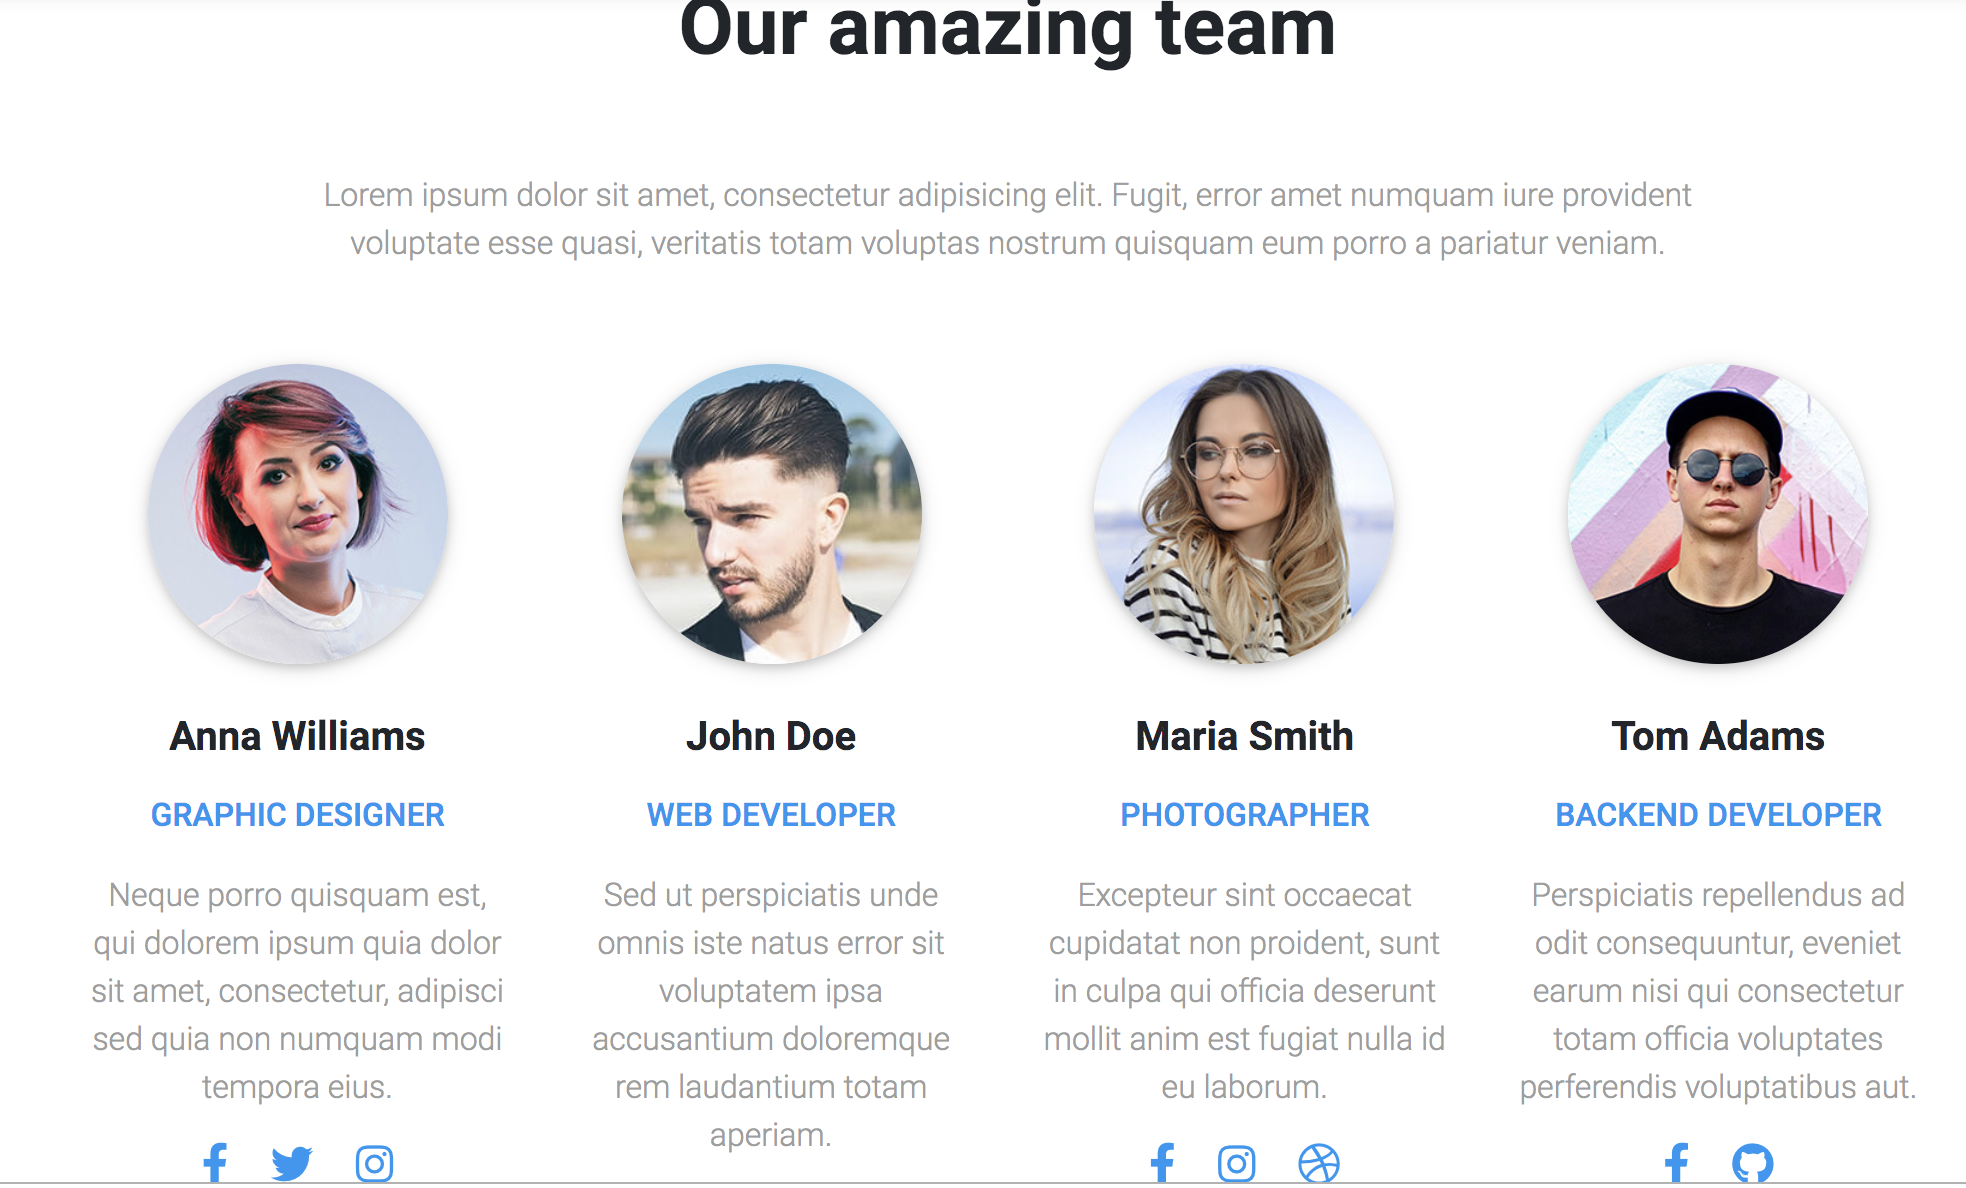 Our amazing team
Lorem ipsum dolor sit amet, consectetur adipisicing elit. Fugit, error amet numquam iure provident
voluptate esse quasi, veritatis totam voluptas nostrum quisquam eum porro a pariatur veniam.
Anna Williams
GRAPHIC DESIGNER
Neque porro quisquam est,
qui dolorem ipsum quia dolor
sit amet, consectetur, adipisci
sed quia non numquam modi
tempora eius.
John Doe
WEB DEVELOPER
Sed ut perspiciatis unde
omnis iste natus error sit
voluptatem ipsa
accusantium doloremque
rem laudantium totam
aperiam.
Maria Smith
PHOTOGRAPHER
Excepteur sint occaecat
cupidatat non proident, sunt
in culpa qui officia deserunt
mollit anim est fugiat nulla id
eu laborum.
Tom Adams
BACKEND DEVELOPER
Perspiciatis repellendus ad
odit consequuntur, eveniet
earum nisi qui consectetur
totam officia voluptates
perferendis voluptatibus aut.